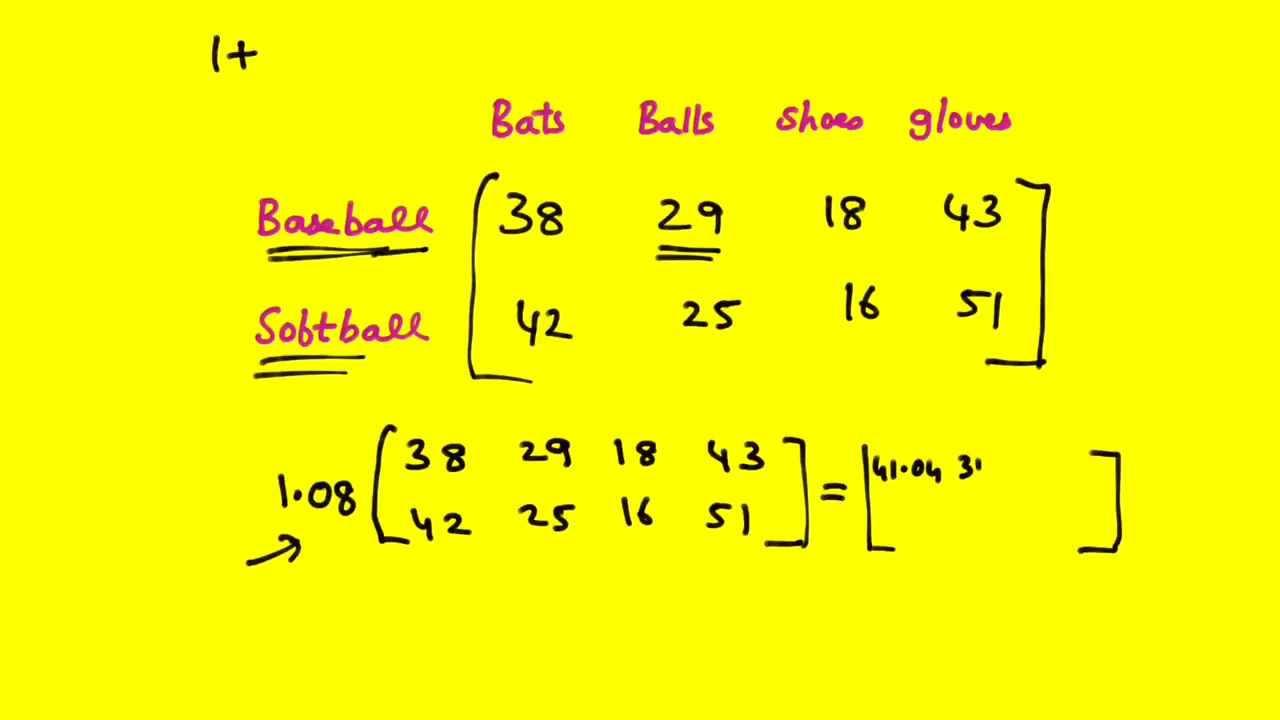 1+
Bats Balls shoes gloves
Baseball [ 38 29 18 43
Softball 42 25 16 51 ]
1.08 [ 38 29 18 43 ] = [ 41.04 3' ]
42 25 16 51